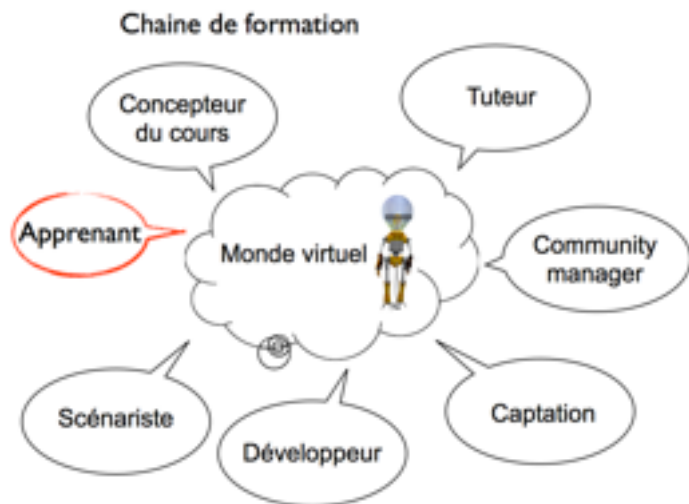 Chaine de formation
Concepteur
du cours
Tuteur
Apprenant
Monde virtuel
Community
manager
Scénariste
Développeur
Captation